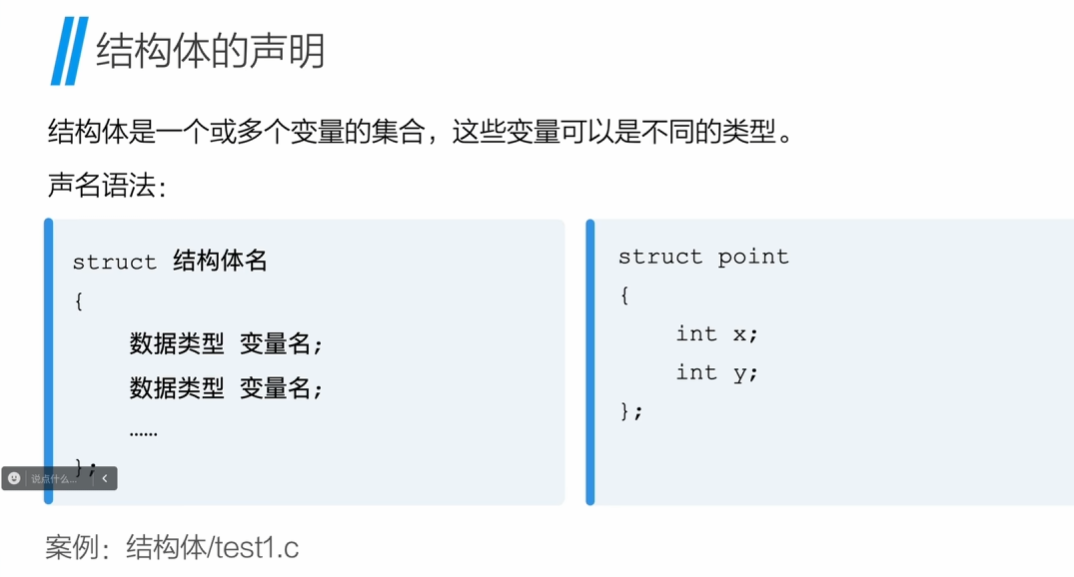 结构体的声明
结构体是一个或多个变量的集合，这些变量可以是不同的类型。
声名语法：
struct 结构体名
{
数据类型 变量名;
数据类型 变量名;
……
};
struct point
{
int x;
int y;
};
说点什么...
案例：结构体/test1.c